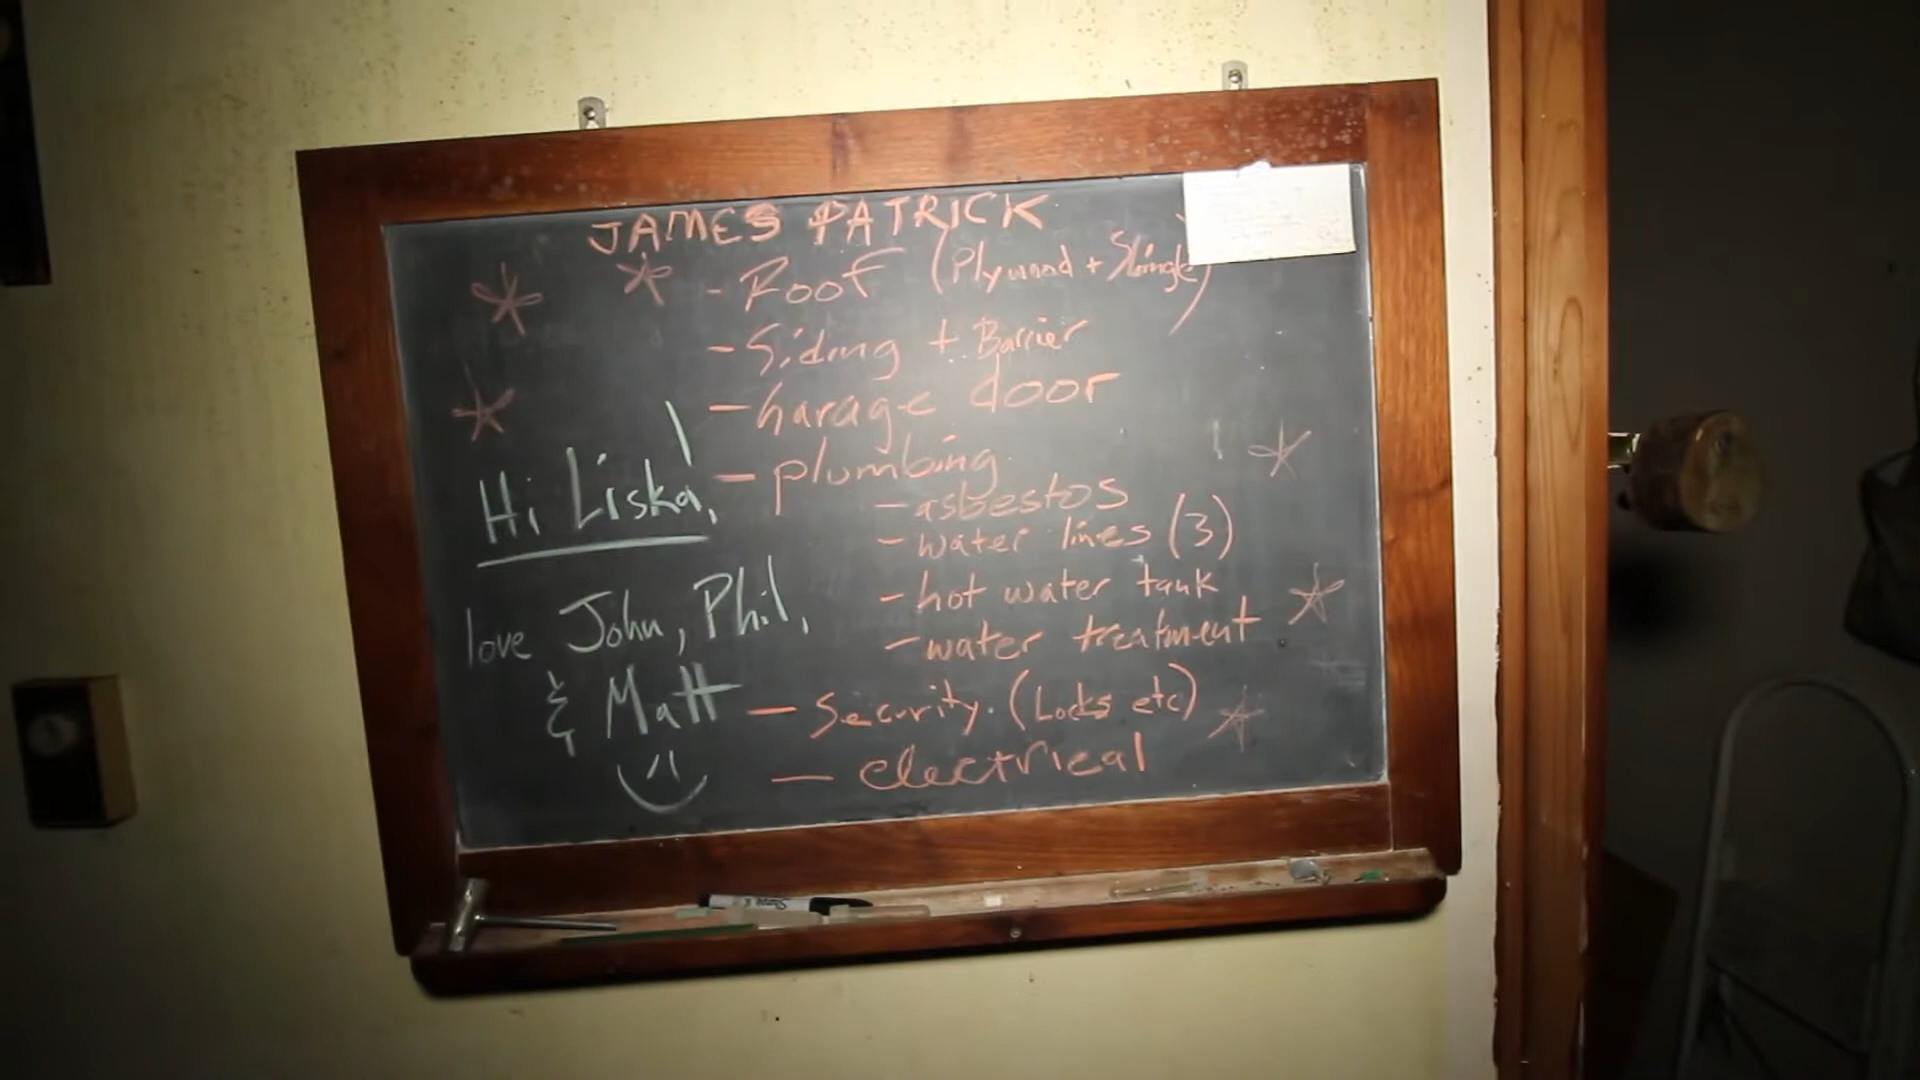 JAMES PATRICK
- Roof (Plywood + Shingle)
- Siding + Barrier
- garage door
- plumbing
- asbestos
- water lines (3)
- hot water tank
- water treatment
- Security. (Locks etc)
- electrical
Hi Liska,
love John, Phil,
& Matt